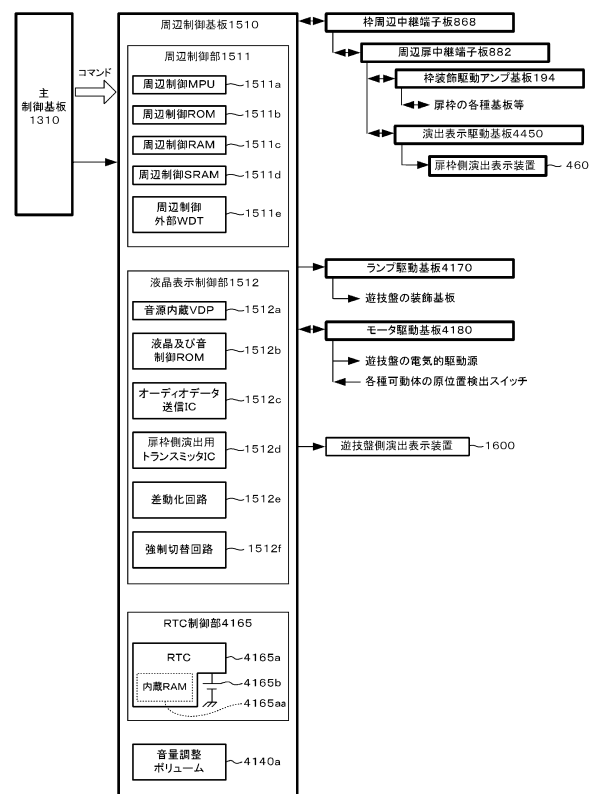 主
制御基板
1310
コマンド
周辺制御基板1510
周辺制御部1511
周辺制御MPU
1511a
周辺制御ROM
1511b
周辺制御RAM
1511c
周辺制御SRAM
1511d
周辺制御
外部WDT
1511e
液晶表示制御部1512
音源内蔵VDP
1512a
液晶及び音
制御ROM
1512b
オーディオデータ
送信IC
1512c
扉枠側演出用
トランスミッタIC
1512d
差動化回路
1512e
強制切替回路
1512f
RTC制御部4165
RTC
4165a
内蔵RAM
4165b
4165aa
音量調整
ボリューム
4140a
枠周辺中継端子板868
周辺扉中継端子板882
枠装飾駆動アンプ基板194
扉枠の各種基板等
演出表示駆動基板4450
扉枠側演出表示装置
460
ランプ駆動基板4170
遊技盤の装飾基板
モータ駆動基板4180
遊技盤の電気的駆動源
各種可動体の原位置検出スイッチ
遊技盤側演出表示装置
1600